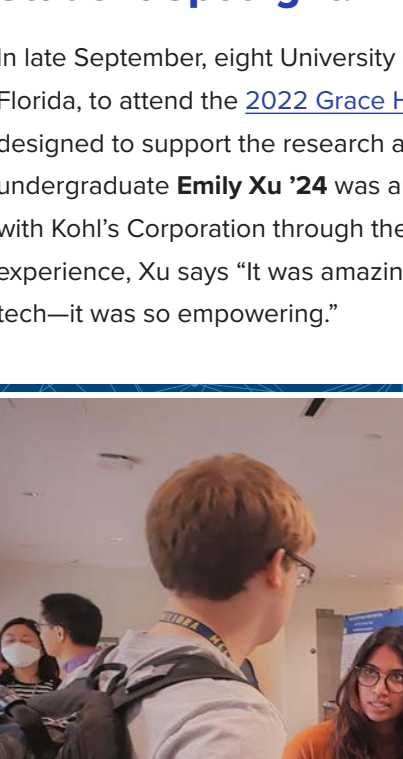 In late September, eight University
Florida, to attend the 2022 Grace H
designed to support the research a
undergraduate Emily Xu ’24 was a
with Kohl’s Corporation through the
experience, Xu says “It was amazin
tech—it was so empowering.”
MELIORA